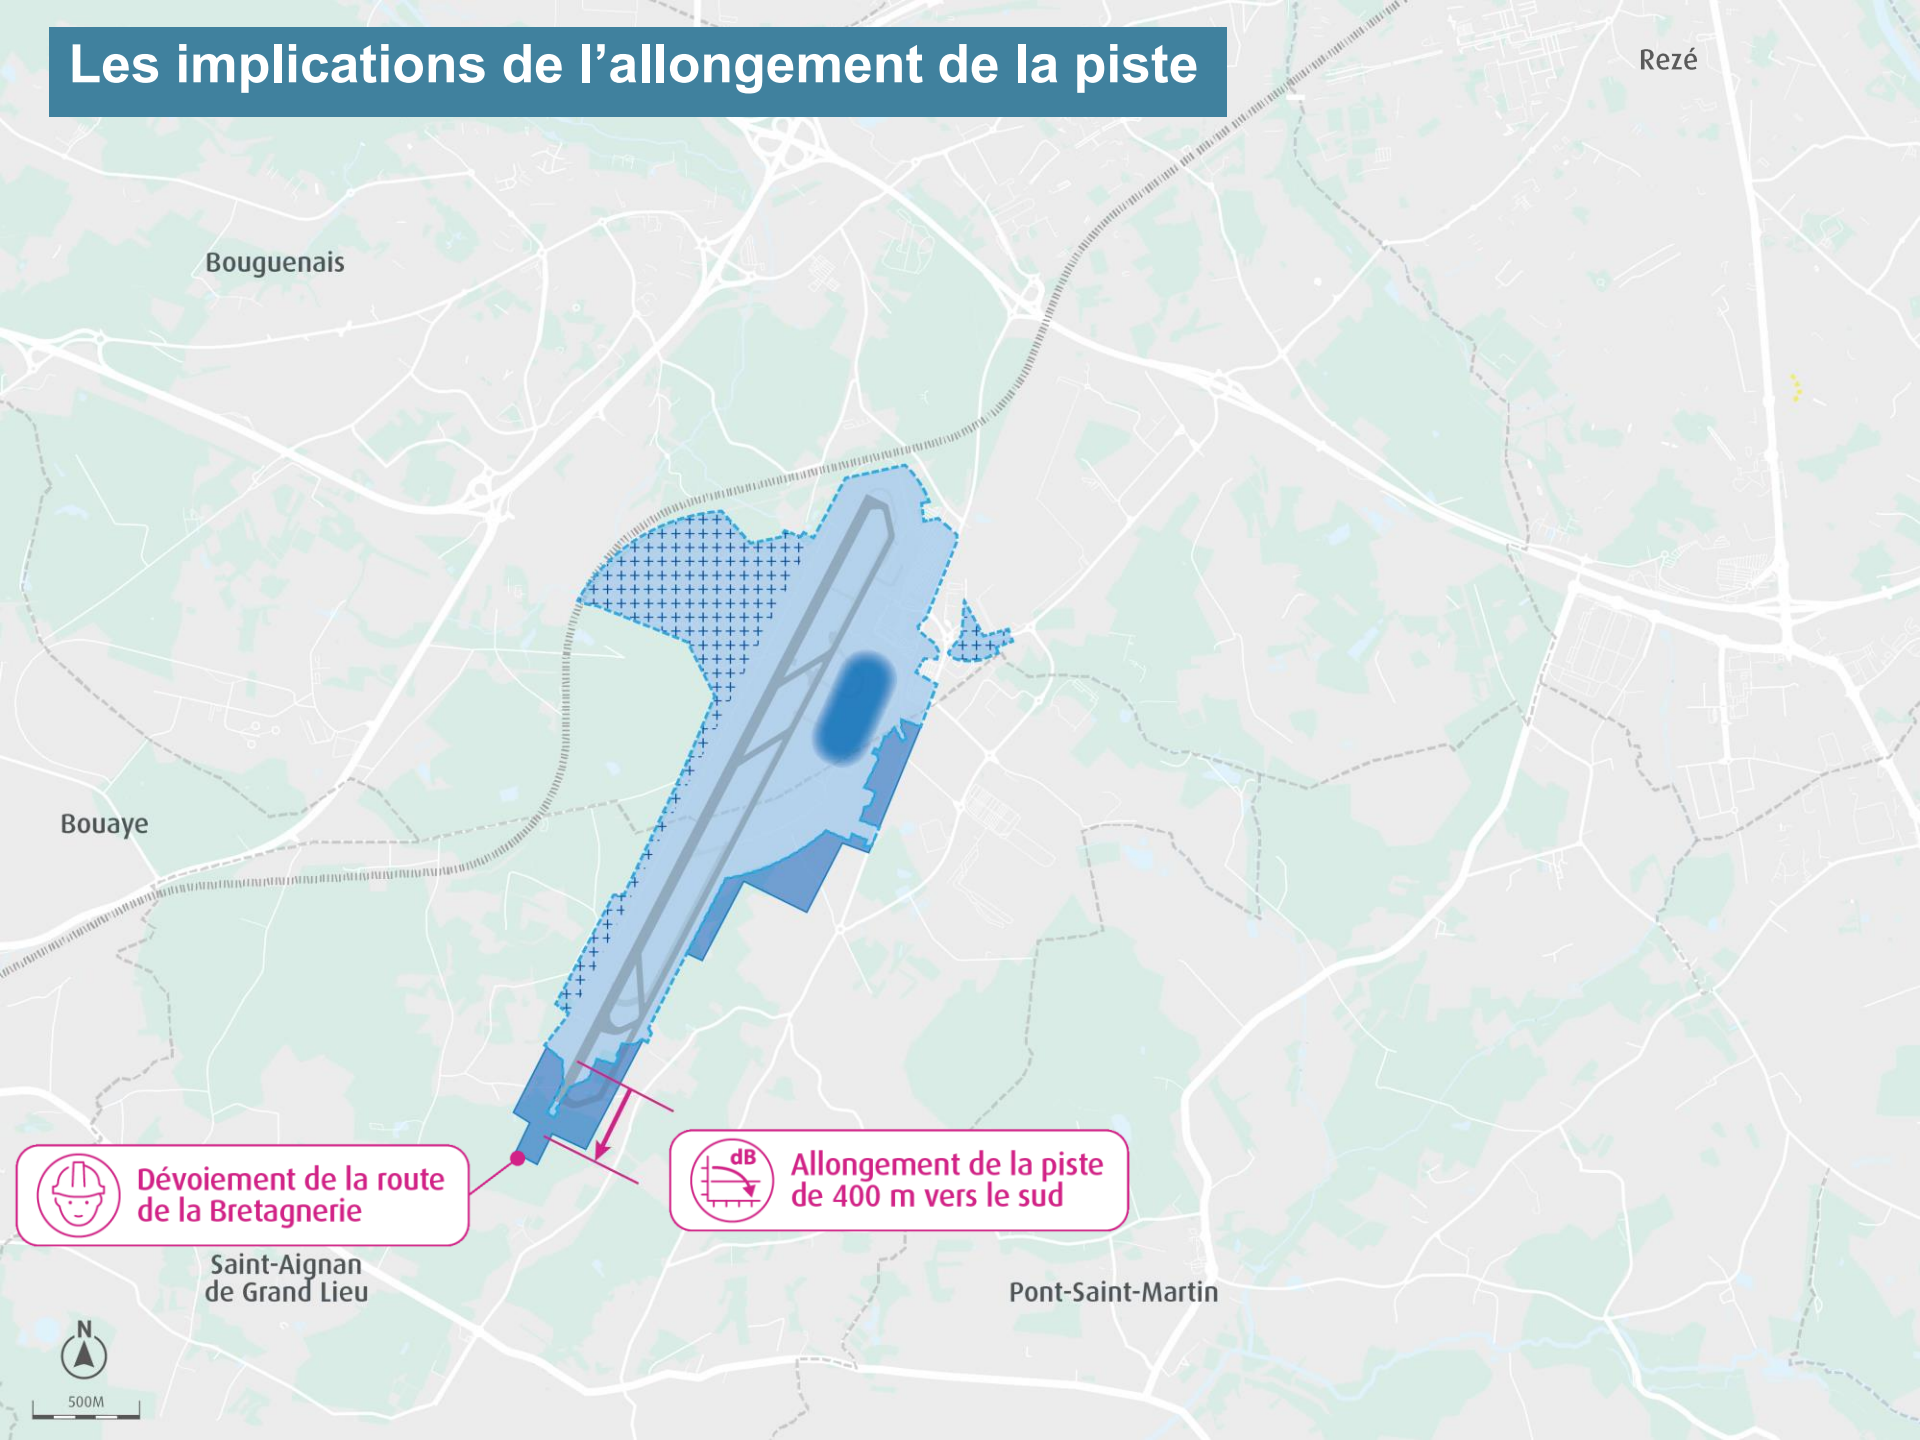 Les implications de l’allongement de la piste
Rezé
Bouguenais
Bouaye
dB
Allongement de la piste
de 400 m vers le sud
Dévoiement de la route
de la Bretagnerie
Saint-Aignan
de Grand Lieu
Pont-Saint-Martin
N
500M